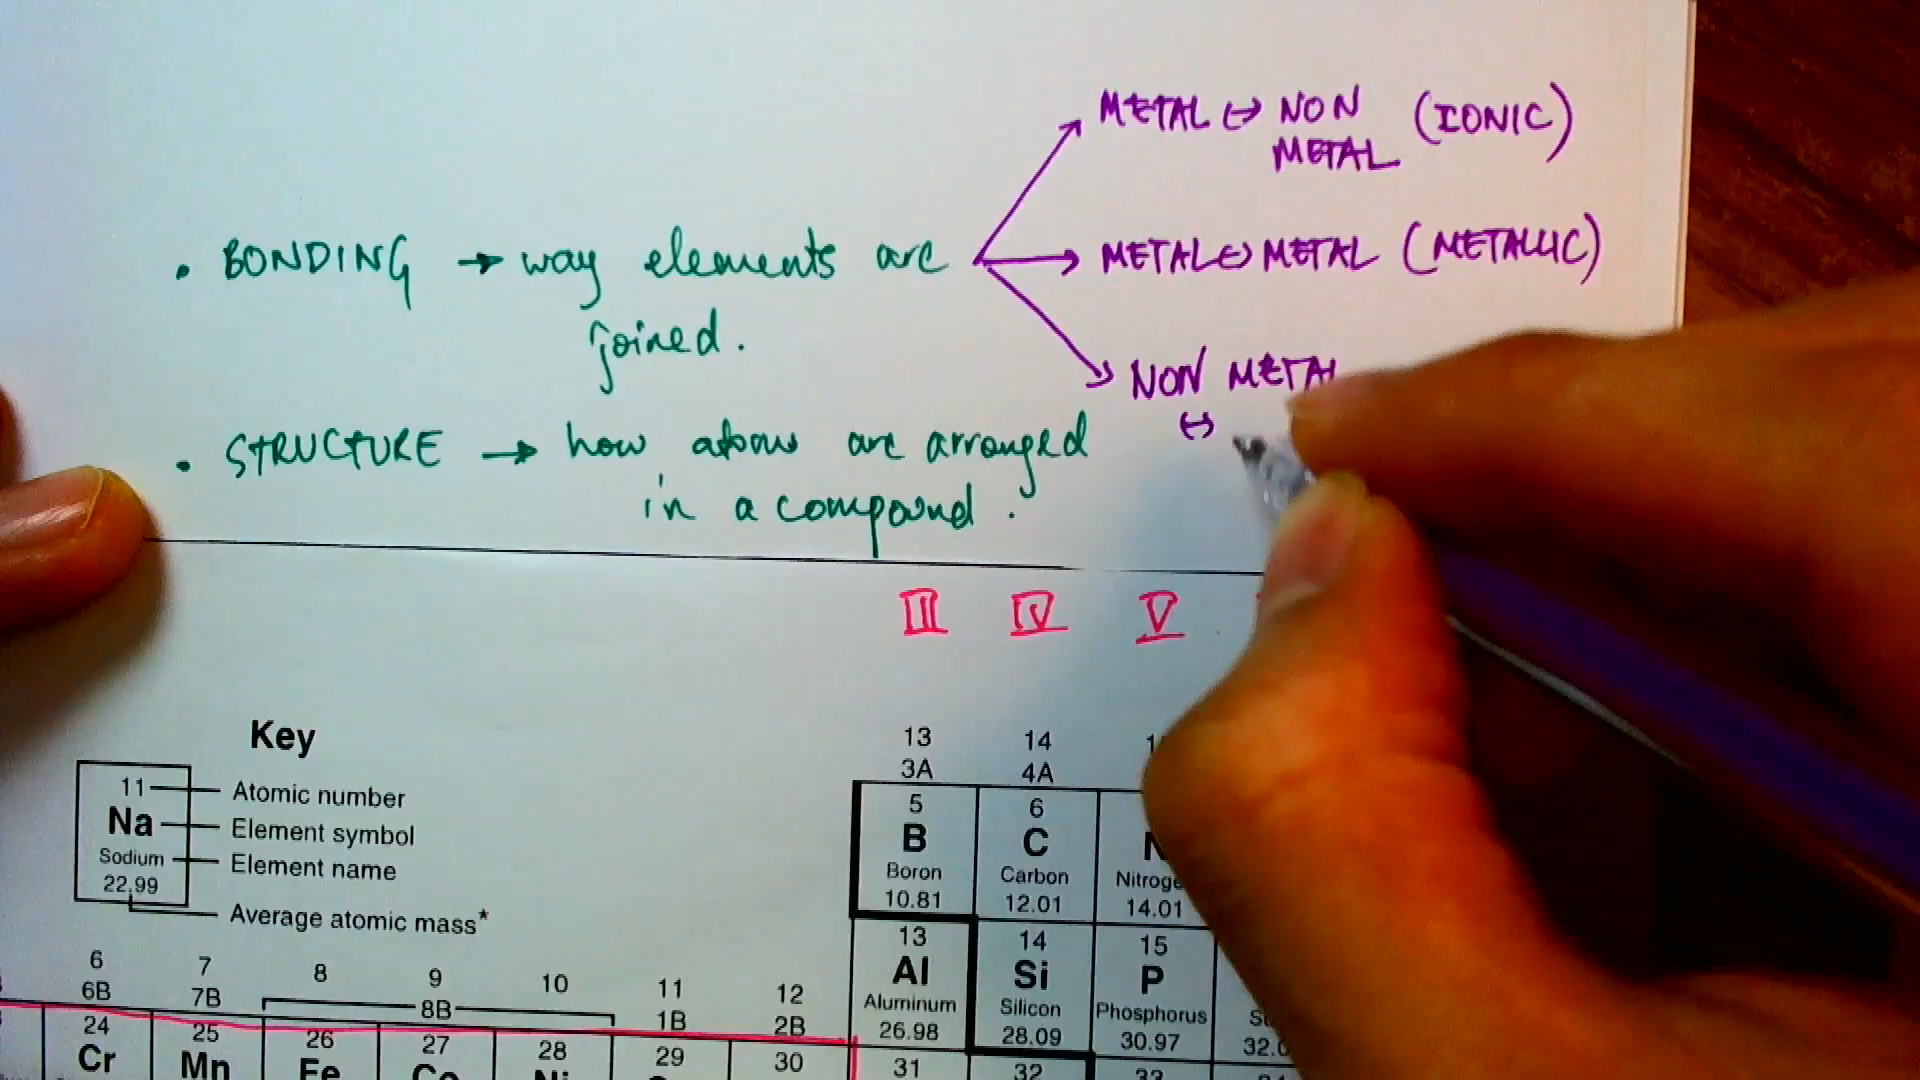 METAL ↔ NON METAL (IONIC)
• BONDING → way elements are joined.
METAL ↔ METAL (METALLIC)
NON METAL
↔
• STRUCTURE → how atoms are arranged
in a compound.
III IV V
Key
11 Atomic number
Na Element symbol
Sodium Element name
22.99
Average atomic mass*
13 14
3A 4A
5 6
B C
Boron Carbon
10.81 12.01 14.01
13 14 15
Al Si P
Aluminum Silicon Phosphorus
26.98 28.09 30.97
6 7 8 9 10 11 12
6B 7B 8B 1B 2B
24 25 26 27 28 29 30 31 32 33
Cr Mn Fe Co Ni